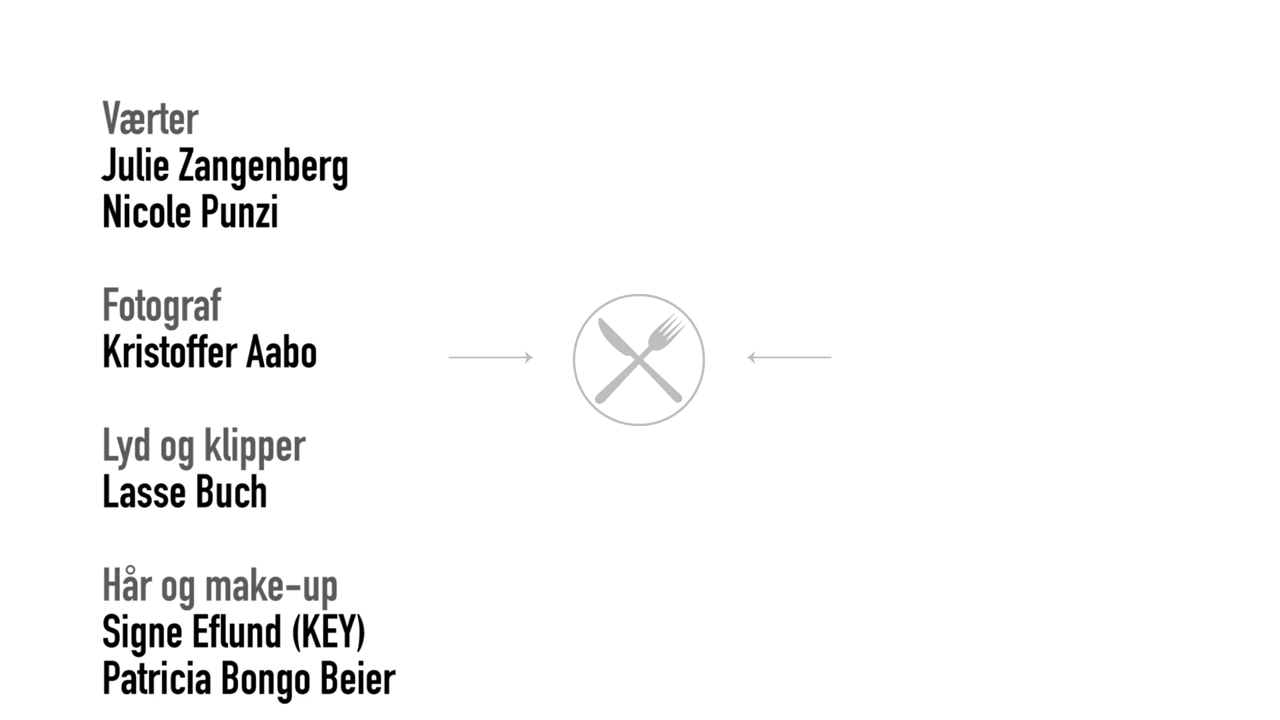 Værter
Julie Zangenberg
Nicole Punzi
Fotograf
Kristoffer Aabo
Lyd og klipper
Lasse Buch
Hår og make-up
Signe Eflund (KEY)
Patricia Bongo Beier